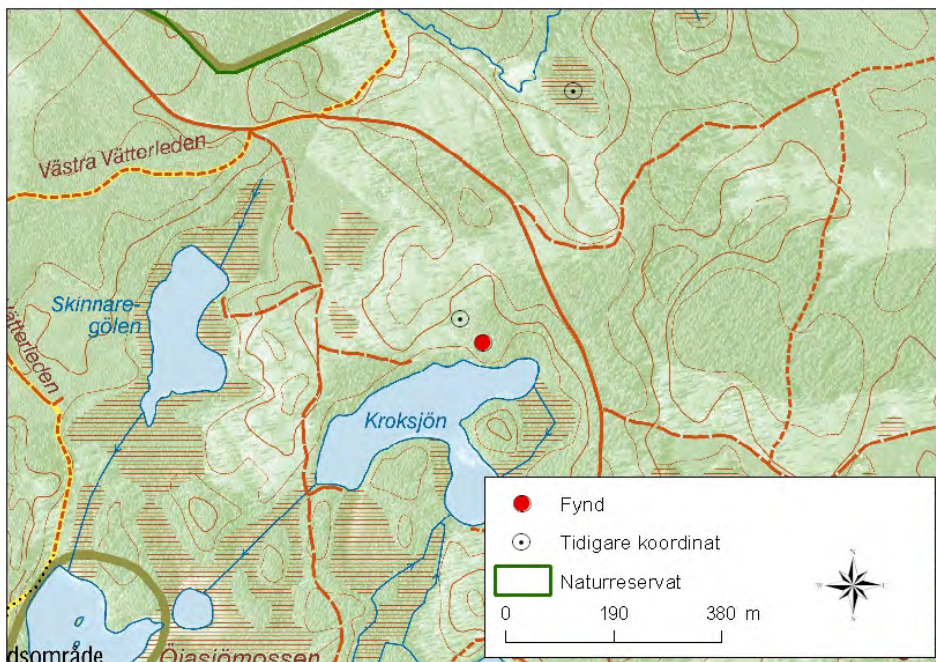 Västra Vätterleden
Skinnare-
gölen
Vätterleden
Kroksjön
Fynd
Tidigare koordinat
Naturreservat
0 190 380 m
N
W
S
dsområde
Öjasjömossen